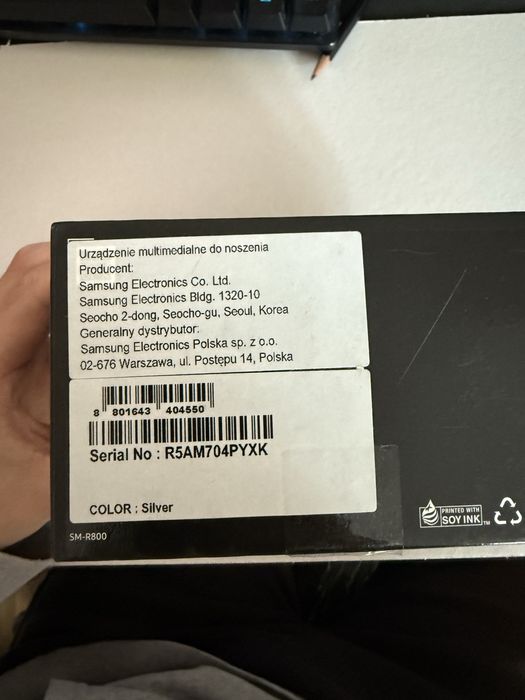 Urządzenie multimedialne do noszenia
Producent:
Samsung Electronics Co. Ltd.
Samsung Electronics Bldg. 1320-10
Seocho 2-dong, Seocho-gu, Seoul, Korea
Generalny dystrybutor:
Samsung Electronics Polska sp. z o.o.
02-676 Warszawa, ul. Postępu 14, Polska
8 801643 404550
Serial No : R5AM704PYXK
COLOR : Silver
SM-R800
PRINTED WITH
SOY INK™